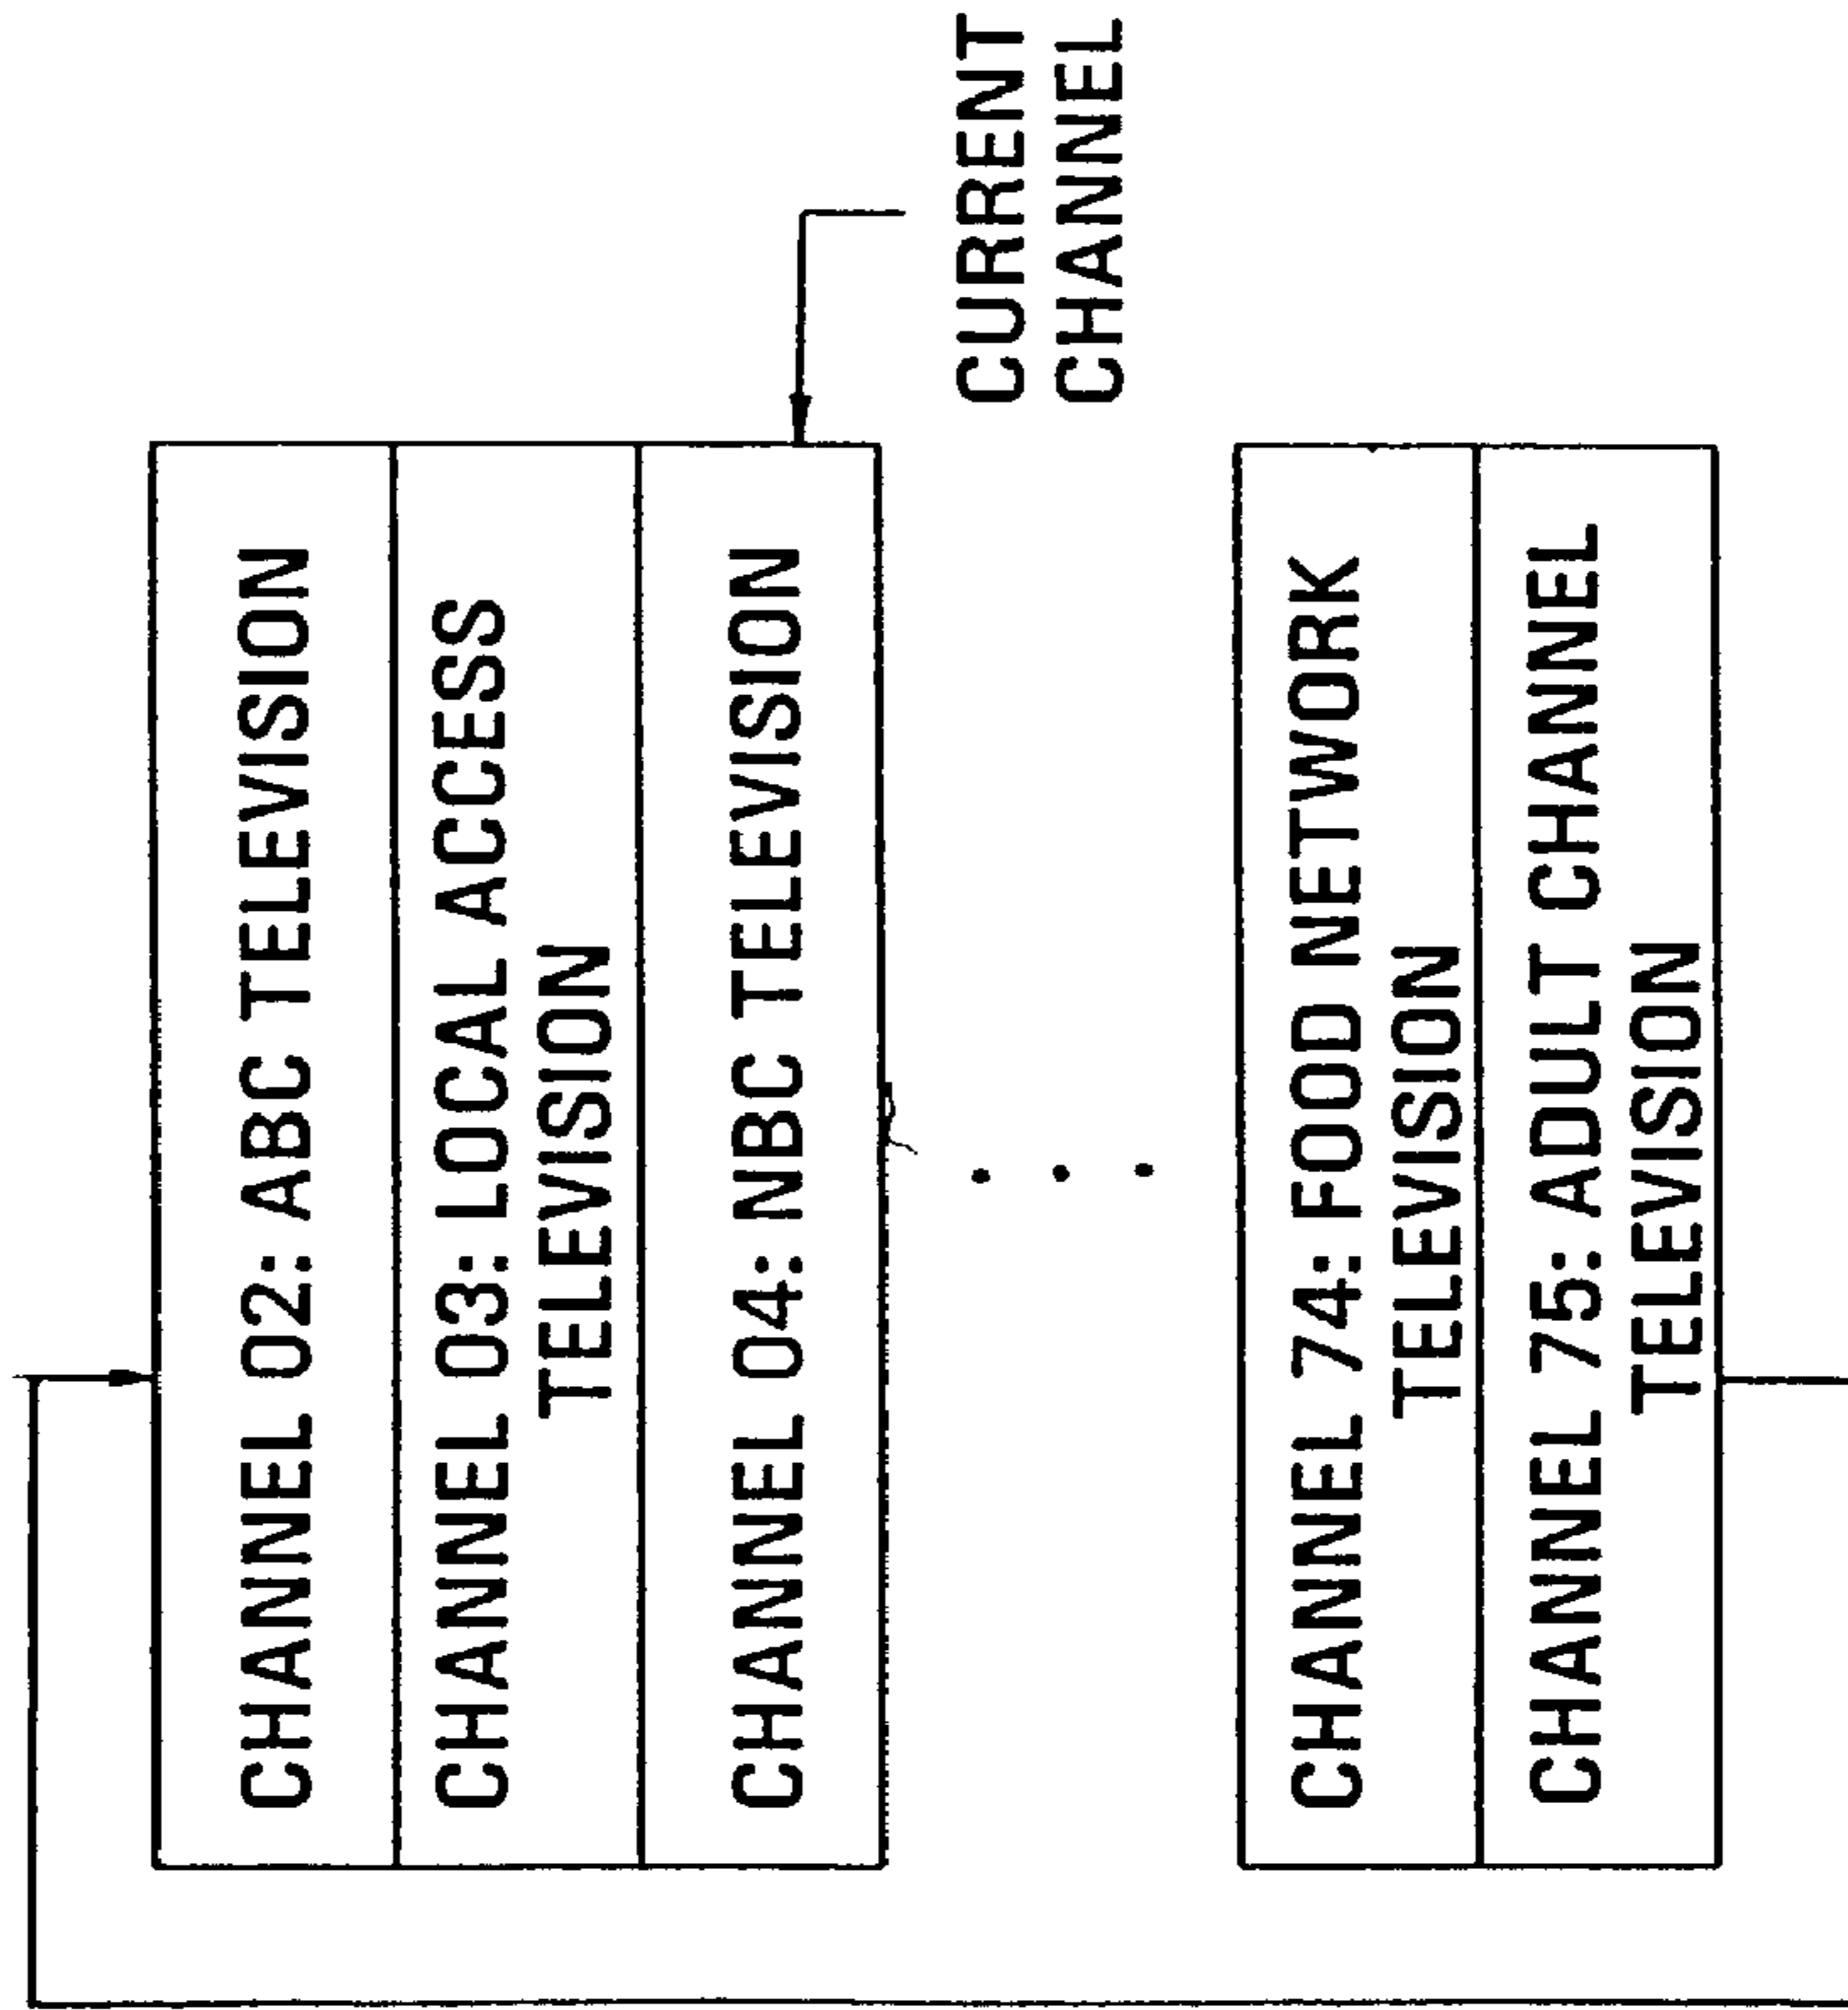 CHANNEL 02: ABC TELEVISION
CHANNEL 03: LOCAL ACCESS
TELEVISION
CHANNEL 04: NBC TELEVISION
CURRENT
CHANNEL
CHANNEL 74: FOOD NETWORK
TELEVISION
CHANNEL 75: ADULT CHANNEL
TELEVISION